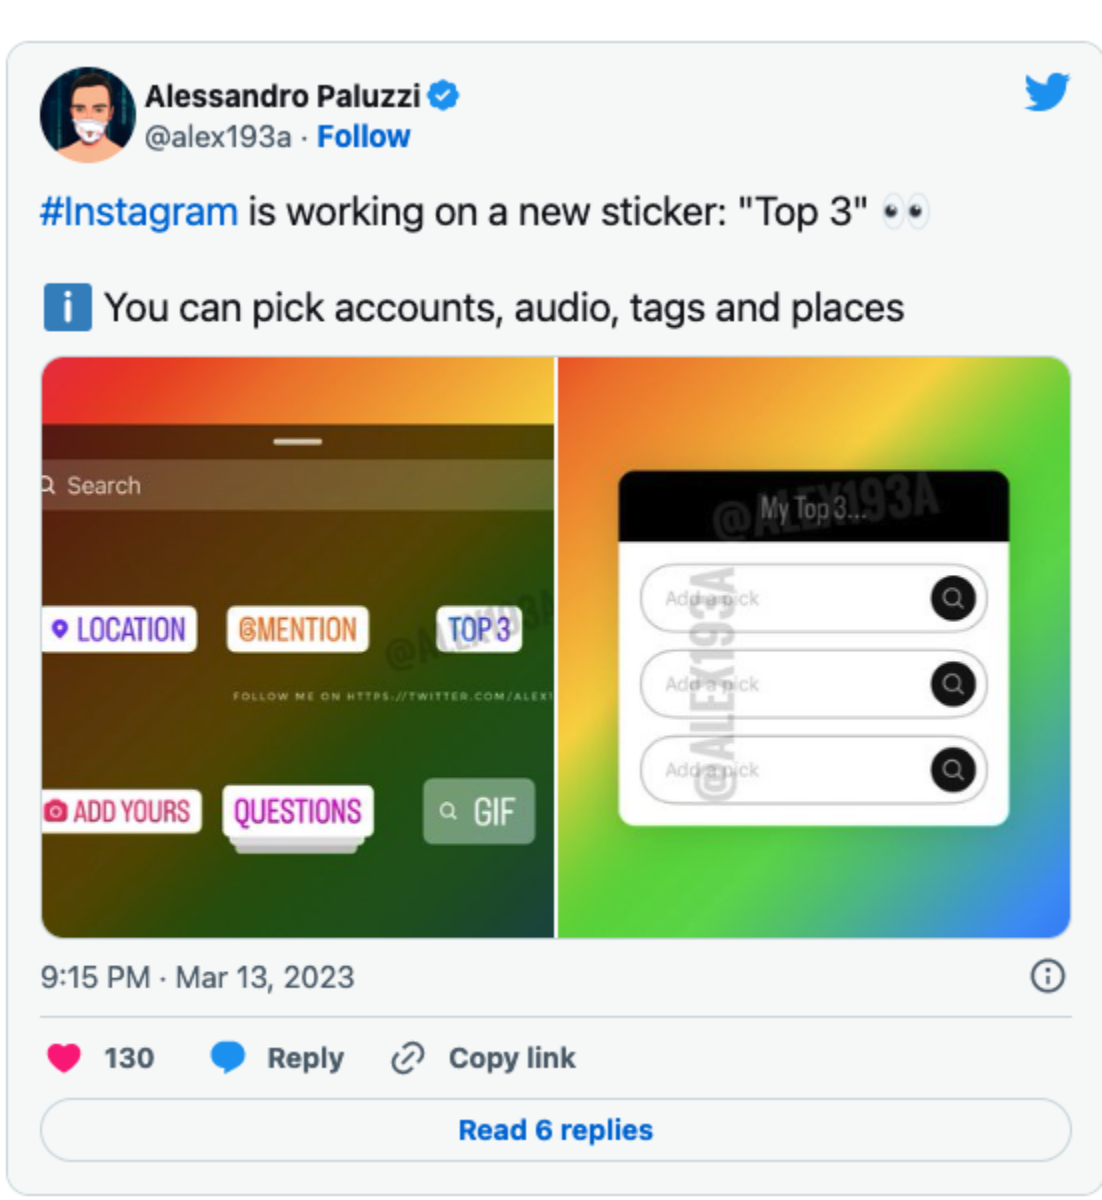 Alessandro Paluzzi
@alex193a · Follow
#Instagram is working on a new sticker: "Top 3" 👀
ℹ️ You can pick accounts, audio, tags and places
Search
LOCATION
@MENTION
TOP 3
@ALEX193A
FOLLOW ME ON HTTPS://TWITTER.COM/ALEX1
ADD YOURS
QUESTIONS
GIF
My Top 3...
@ALEX193A
Add a pick
Add a pick
Add a pick
@ALEX193A
9:15 PM · Mar 13, 2023
130
Reply
Copy link
Read 6 replies